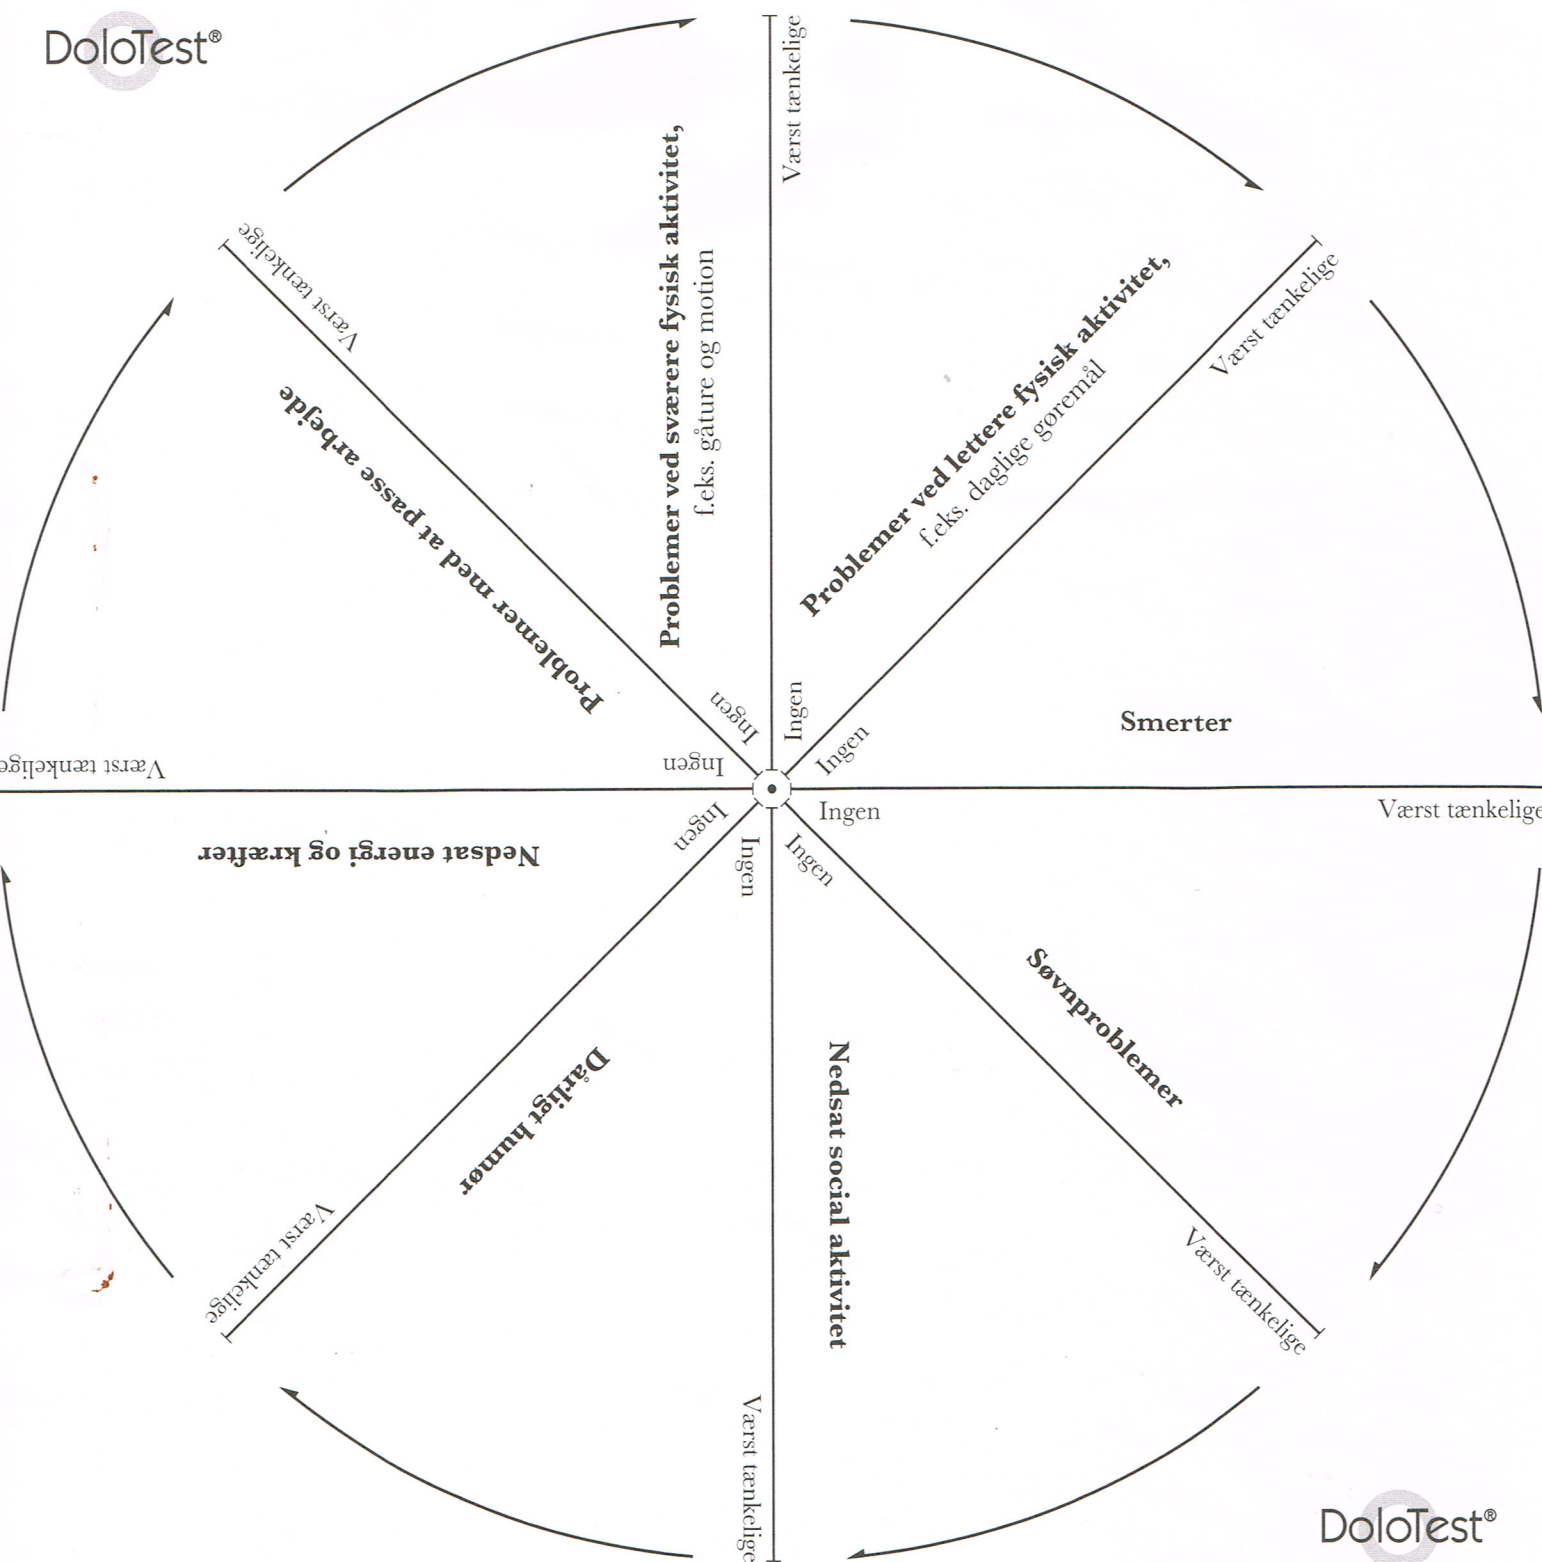 DoloTest®
Smerter
Ingen
Værst tænkelige
Søvnproblemer
Ingen
Værst tænkelige
Nedsat social aktivitet
Ingen
Værst tænkelige
Dårligt humør
Ingen
Værst tænkelige
Nedsat energi og kræfter
Ingen
Værst tænkelige
Problemer med at passe arbejde
Ingen
Værst tænkelige
Problemer ved sværere fysisk aktivitet,
f.eks. gåture og motion
Ingen
Værst tænkelige
Problemer ved lettere fysisk aktivitet,
f.eks. daglige gøremål
Ingen
Værst tænkelige
DoloTest®